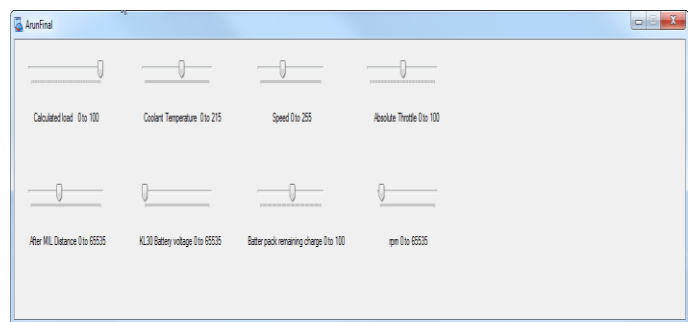 ArunFinal
Calculated load 0 to 100
Coolant Temperature 0 to 215
Speed 0 to 255
Absolute Throttle 0 to 100
After MIL Distance 0 to 65535
KL30 Battery voltage 0 to 65535
Batter pack remaining charge 0 to 100
rpm 0 to 65535